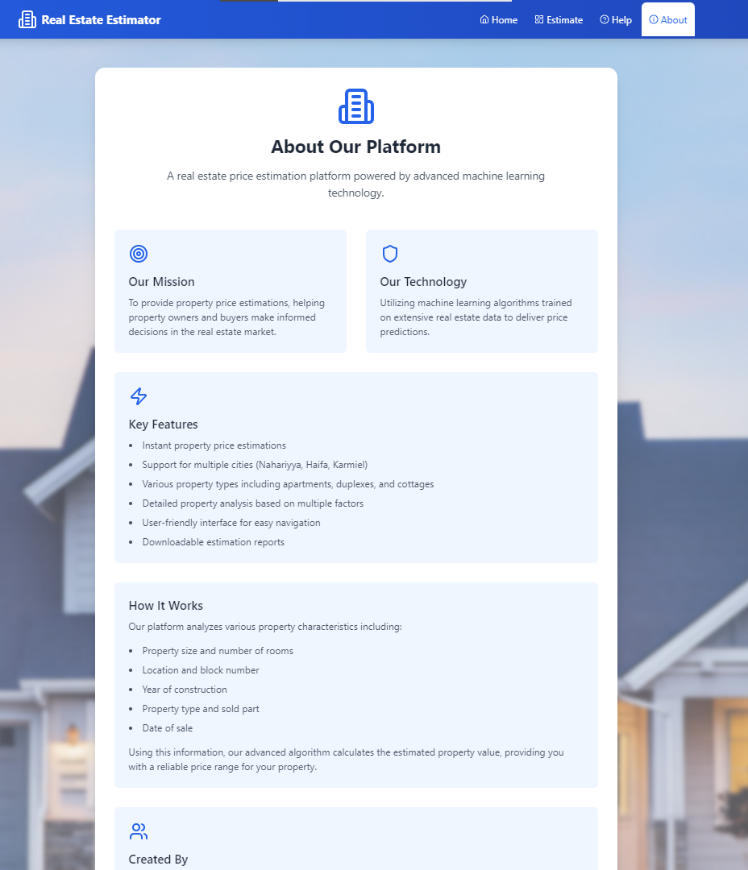 Real Estate Estimator
Home
Estimate
Help
About
About Our Platform
A real estate price estimation platform powered by advanced machine learning
technology.
Our Mission
To provide property price estimations, helping
property owners and buyers make informed
decisions in the real estate market.
Our Technology
Utilizing machine learning algorithms trained
on extensive real estate data to deliver price
predictions.
Key Features
• Instant property price estimations
• Support for multiple cities (Nahariyya, Haifa, Karmiel)
• Various property types including apartments, duplexes, and cottages
• Detailed property analysis based on multiple factors
• User-friendly interface for easy navigation
• Downloadable estimation reports
How It Works
Our platform analyzes various property characteristics including:
• Property size and number of rooms
• Location and block number
• Year of construction
• Property type and sold part
• Date of sale
Using this information, our advanced algorithm calculates the estimated property value, providing you
with a reliable price range for your property.
Created By